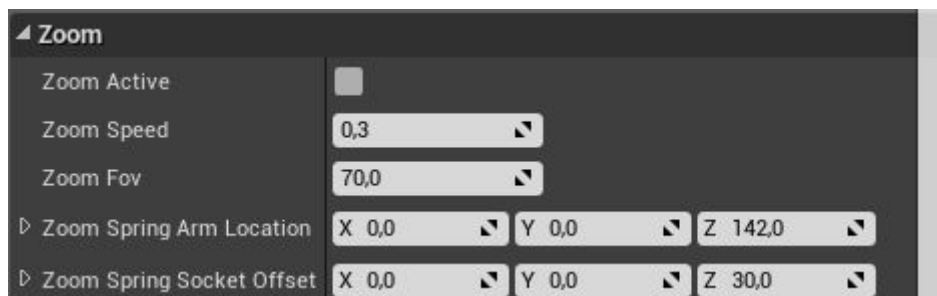 Zoom
Zoom Active
Zoom Speed 0,3
Zoom Fov 70,0
Zoom Spring Arm Location X 0,0 Y 0,0 Z 142,0
Zoom Spring Socket Offset X 0,0 Y 0,0 Z 30,0